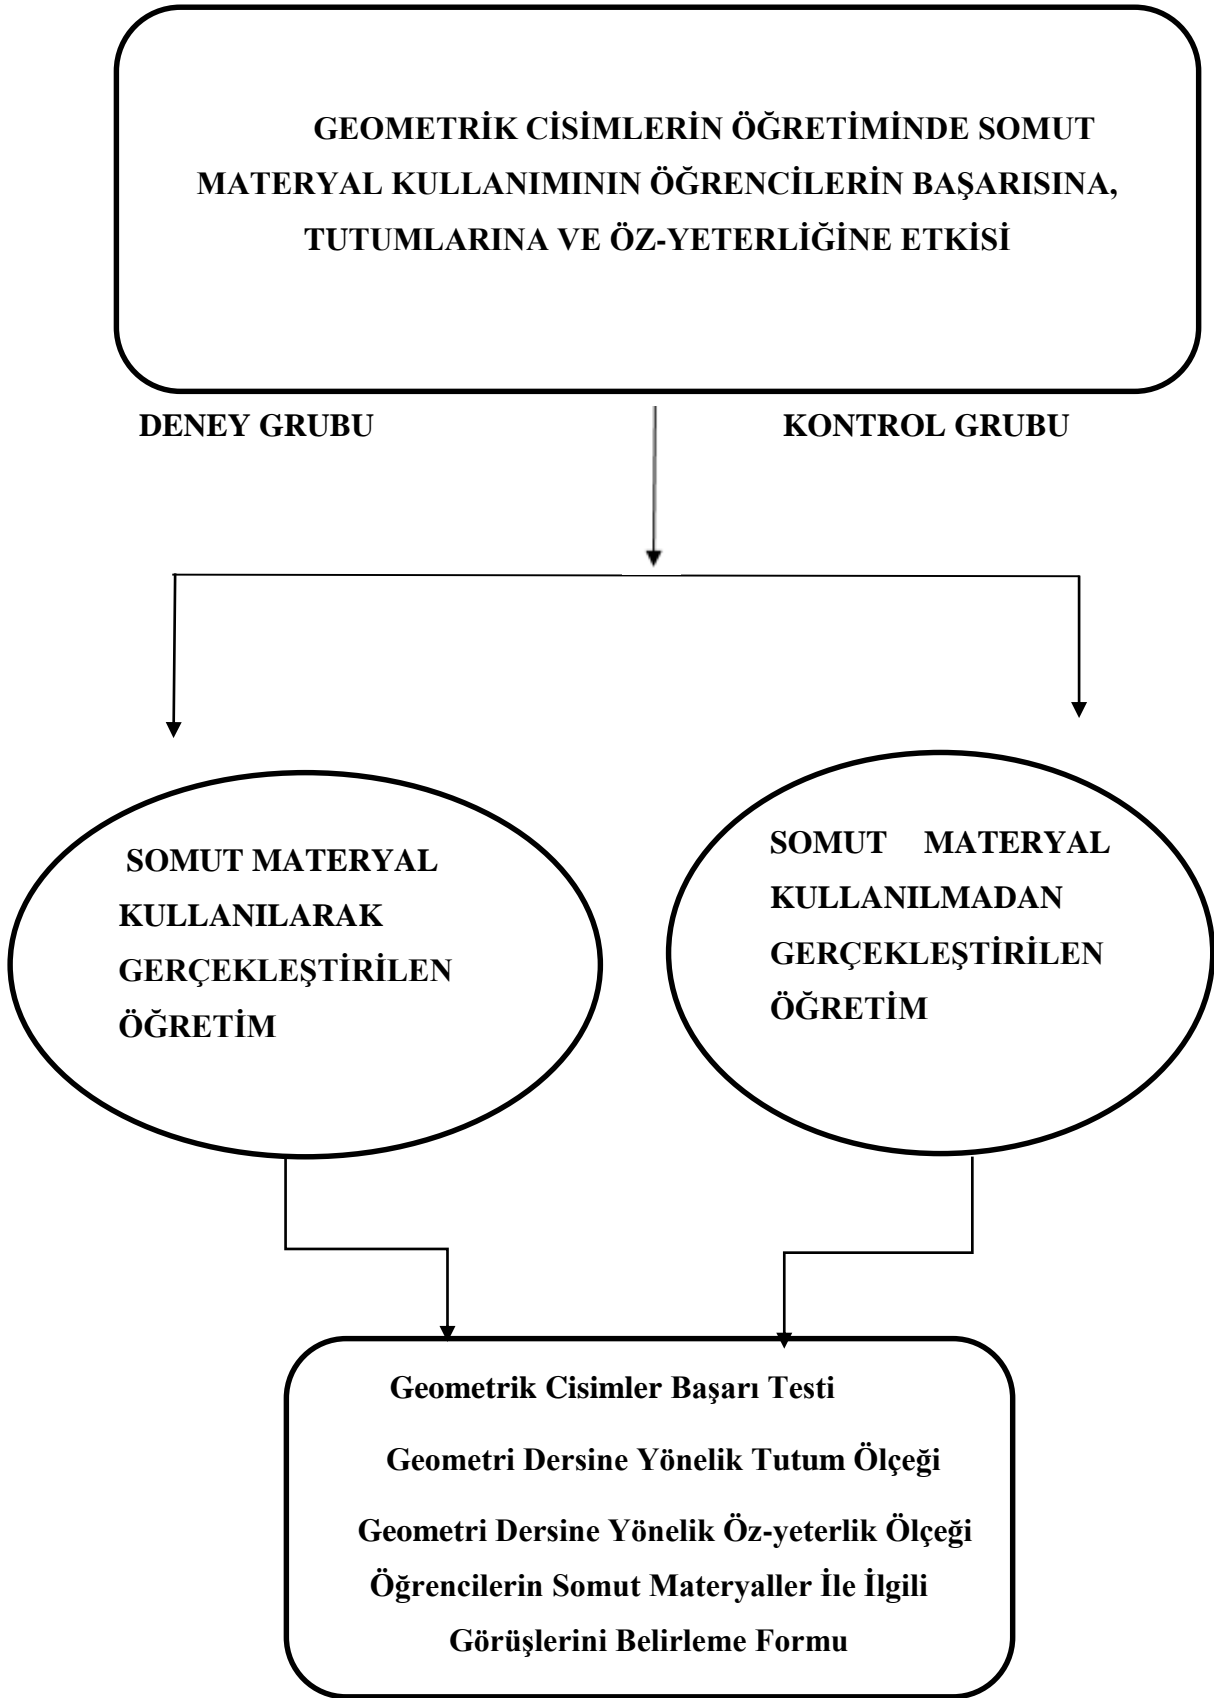 GEOMETRİK CİSİMLERİN ÖĞRETİMİNDE SOMUT
MATERYAL KULLANIMININ ÖĞRENCİLERİN BAŞARISINA,
TUTUMLARINA VE ÖZ-YETERLİĞİNE ETKİSİ
DENEY GRUBU
KONTROL GRUBU
SOMUT MATERYAL
KULLANILARAK
GERÇEKLEŞTİRİLEN
ÖĞRETİM
SOMUT MATERYAL
KULLANILMADAN
GERÇEKLEŞTİRİLEN
ÖĞRETİM
Geometrik Cisimler Başarı Testi
Geometri Dersine Yönelik Tutum Ölçeği
Geometri Dersine Yönelik Öz-yeterlik Ölçeği
Öğrencilerin Somut Materyaller İle İlgili
Görüşlerini Belirleme Formu